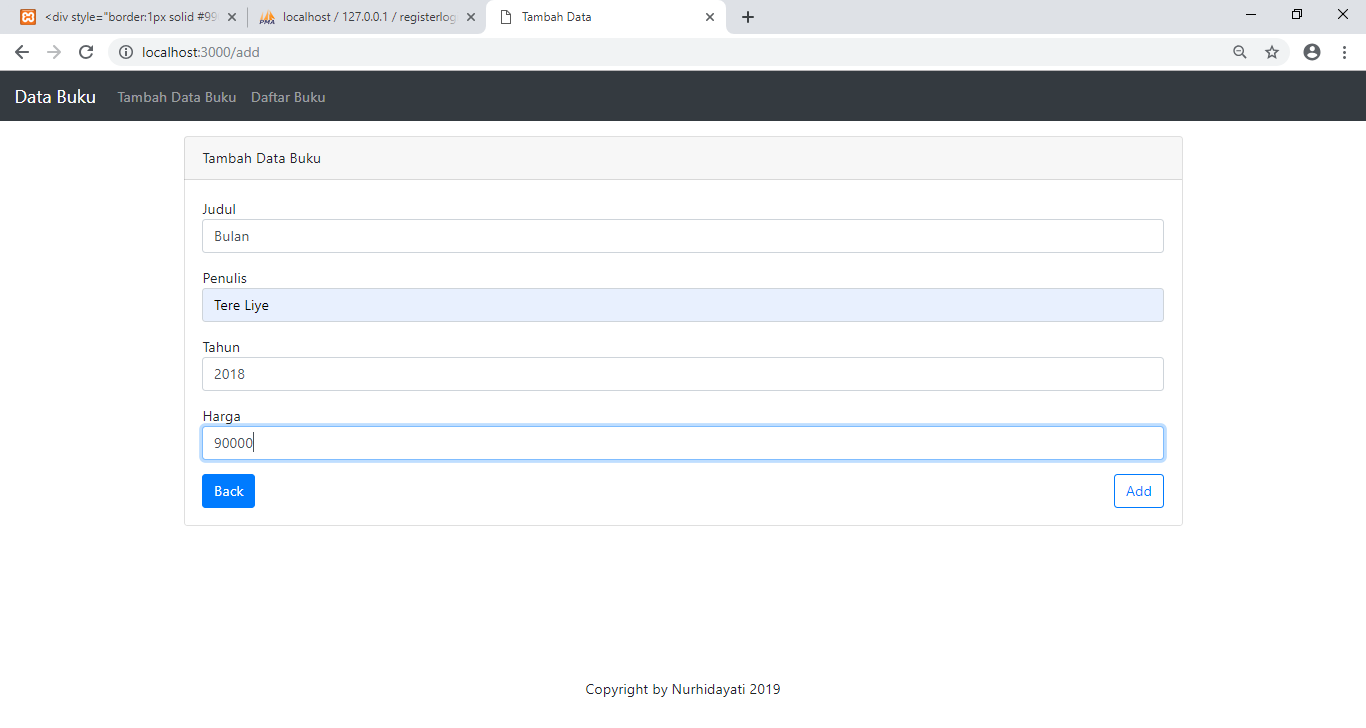 <div style="border:1px solid #99
localhost / 127.0.0.1 / registerlog
Tambah Data
localhost:3000/add
Data Buku Tambah Data Buku Daftar Buku
Tambah Data Buku
Judul
Bulan
Penulis
Tere Liye
Tahun
2018
Harga
90000
Back Add
Copyright by Nurhidayati 2019